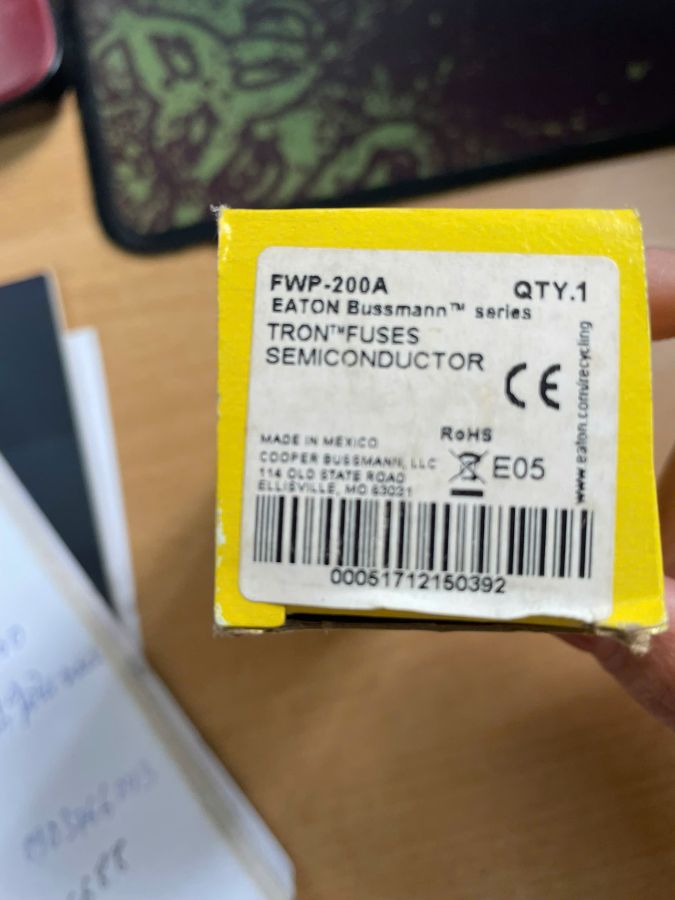 FWP-200A QTY.1
EATON Bussmann™ series
TRON™FUSES
SEMICONDUCTOR
CE
www.eaton.com/recycling
MADE IN MEXICO
COOPER BUSSMANN, LLC
114 OLD STATE ROAD
ELLISVILLE, MO 63021
RoHS
E05
00051712150392